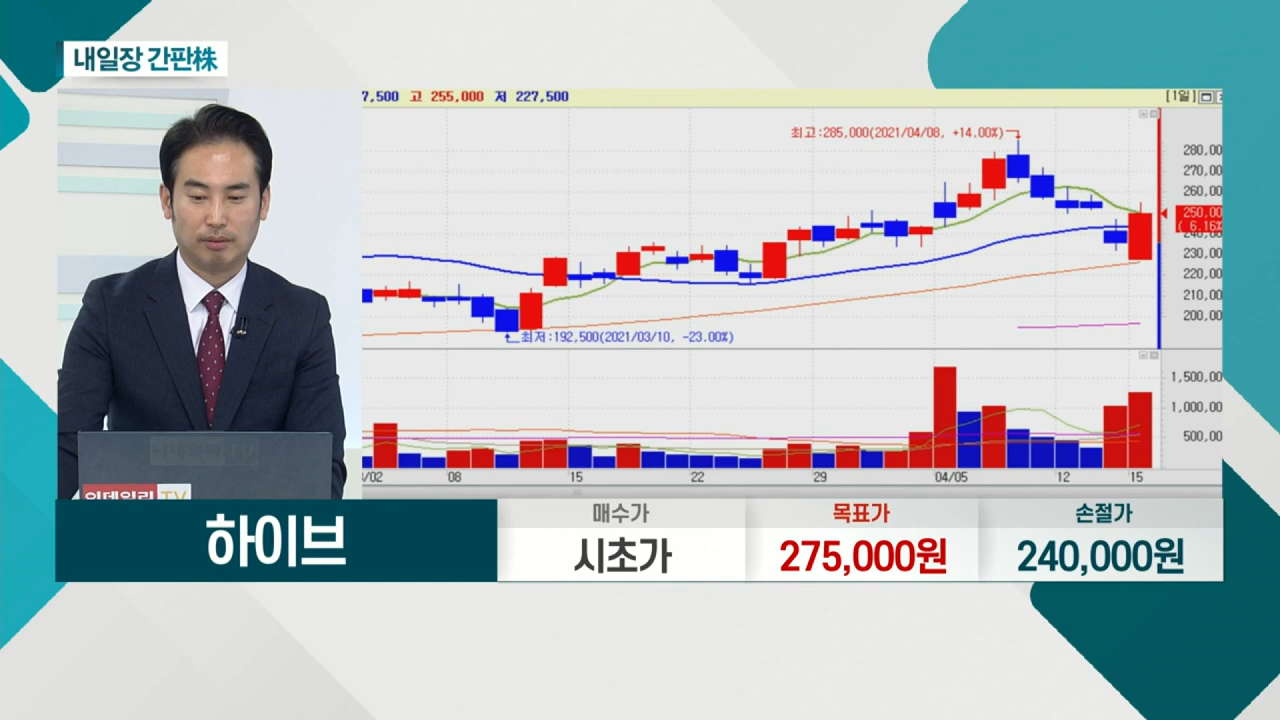 내일장 간판株
7,500 고 255,000 저 227,500
[1일]
최고:285,000(2021/04/08, +14.00%)
280,00
270,00
260,00
250,00
( 6.16%
240,00
230,00
220,00
210,00
200,00
최저:192,500(2021/03/10, -23.00%)
1,500,00
1,000,00
500,00
/02 08 15 22 29 04/05 12 15
이데일리 TV
하이브
매수가 목표가 손절가
시초가 275,000원 240,000원